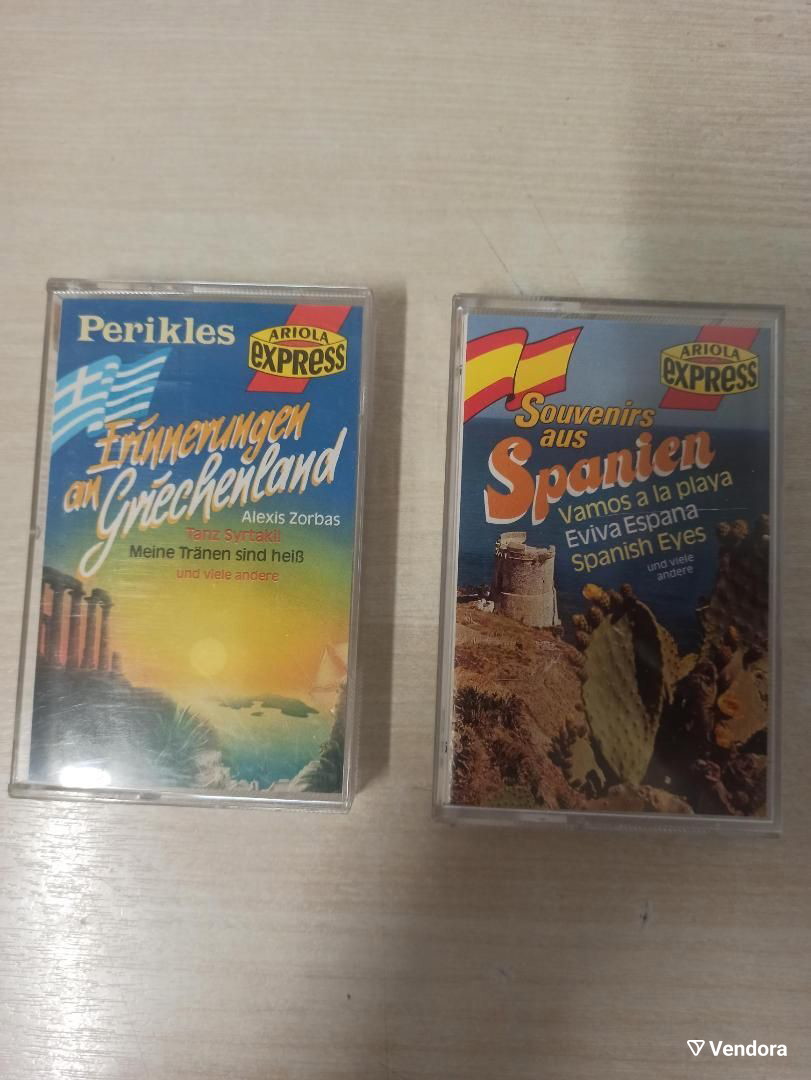 Perikles
ARIOLA
EXPRESS
Erinnerungen
an Griechenland
Alexis Zorbas
Tanz Syrtaki
Meine Tränen sind heiß
und viele andere
ARIOLA
EXPRESS
Souvenirs
aus
Spanien
Vamos a la playa
Eviva Espana
Spanish Eyes
und viele
andere
Vendora